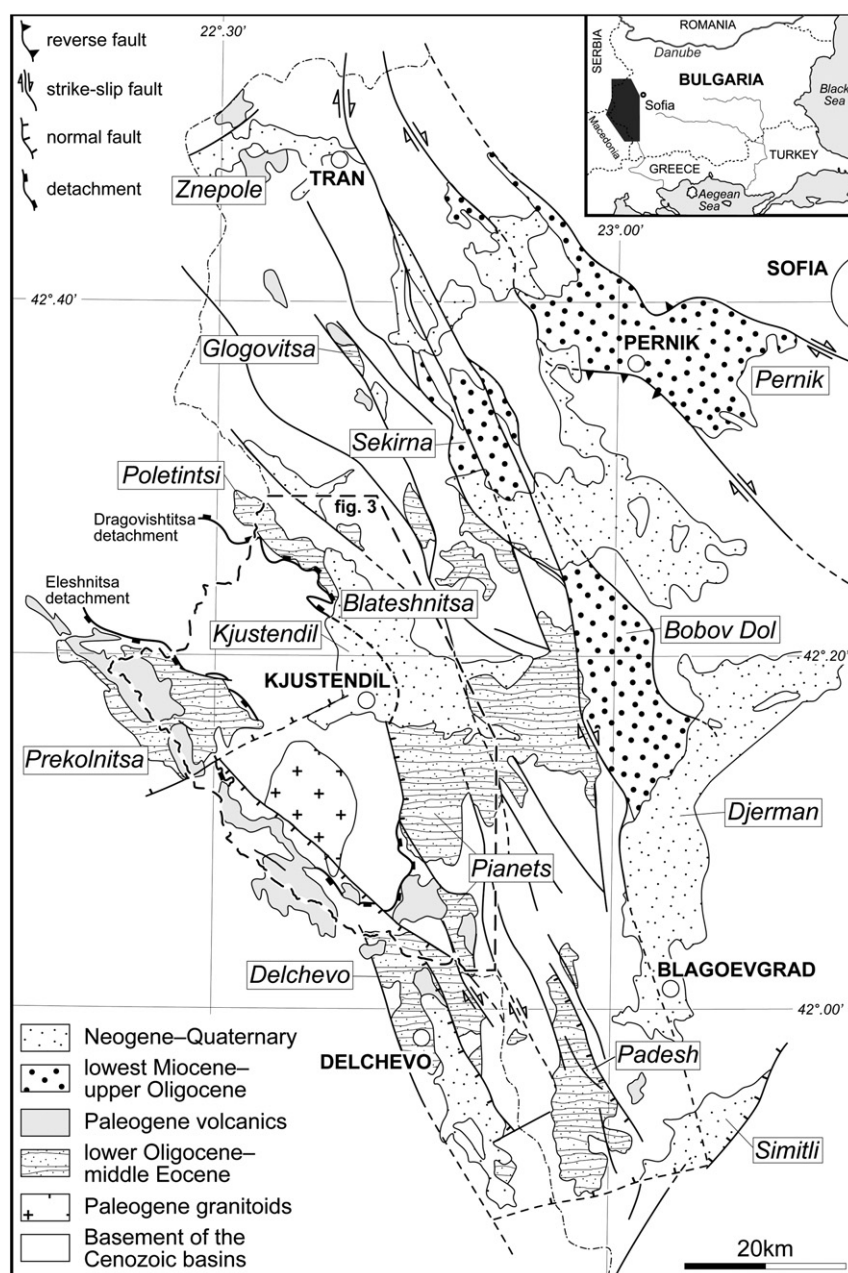 reverse fault
strike-slip fault
normal fault
detachment
22°.30'
ROMANIA
SERBIA
Danube
BULGARIA
Sofia
Black
Sea
Macedonia
TURKEY
GREECE
Aegean
Sea
Znepole
TRAN
23°.00'
SOFIA
42°.40'
Glogovitsa
PERNIK
Pernik
Sekirna
Poletintsi
fig. 3
Dragovishtitsa
detachment
Eleshnitsa
detachment
Blateshnitsa
Kjustendil
Bobov Dol
42°.20'
KJUSTENDIL
Prekolnitsa
Djerman
Pianets
Delchevo
BLAGOEVGRAD
42°.00'
DELCHEVO
Padesh
Simitli
Neogene–Quaternary
lowest Miocene–
upper Oligocene
Paleogene volcanics
lower Oligocene–
middle Eocene
Paleogene granitoids
Basement of the
Cenozoic basins
20km